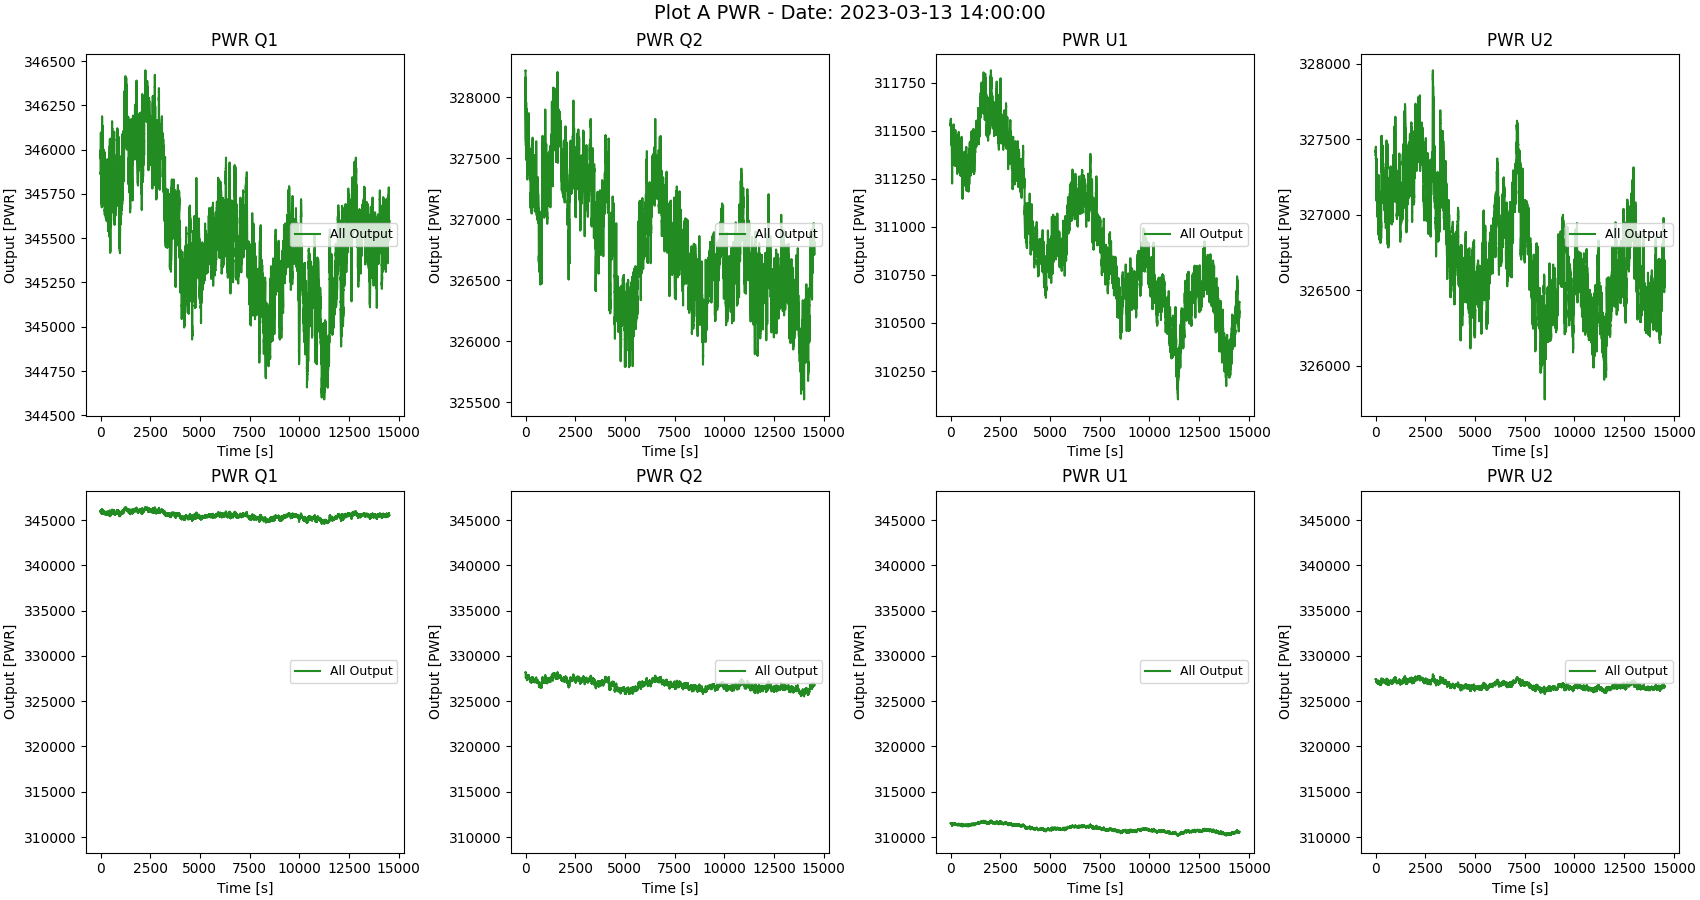 Plot A PWR - Date: 2023-03-13 14:00:00
PWR Q1
Output [PWR]
346500
346250
346000
345750
345500
345250
345000
344750
344500
All Output
0 2500 5000 7500 10000 12500 15000
Time [s]
PWR Q2
Output [PWR]
328000
327500
327000
326500
326000
325500
All Output
0 2500 5000 7500 10000 12500 15000
Time [s]
PWR U1
Output [PWR]
311750
311500
311250
311000
310750
310500
310250
All Output
0 2500 5000 7500 10000 12500 15000
Time [s]
PWR U2
Output [PWR]
328000
327500
327000
326500
326000
All Output
0 2500 5000 7500 10000 12500 15000
Time [s]
PWR Q1
Output [PWR]
345000
340000
335000
330000
325000
320000
315000
310000
All Output
0 2500 5000 7500 10000 12500 15000
Time [s]
PWR Q2
Output [PWR]
345000
340000
335000
330000
325000
320000
315000
310000
All Output
0 2500 5000 7500 10000 12500 15000
Time [s]
PWR U1
Output [PWR]
345000
340000
335000
330000
325000
320000
315000
310000
All Output
0 2500 5000 7500 10000 12500 15000
Time [s]
PWR U2
Output [PWR]
345000
340000
335000
330000
325000
320000
315000
310000
All Output
0 2500 5000 7500 10000 12500 15000
Time [s]